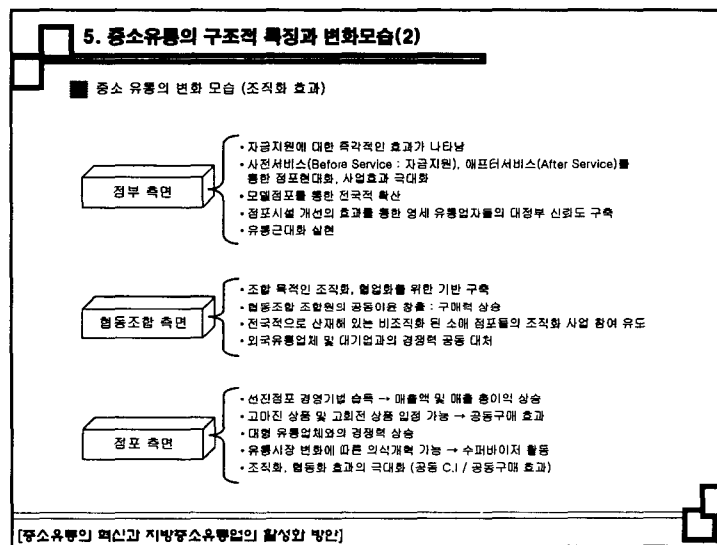 5.중소유통의 구조적 특징과 변화모습(2)
중소 유통의 변화 모습 (조직화 효과)
정부 측면
• 자금지원에 대한 즉각적인 효과가 나타남
• 사전서비스(Before Service : 자금지원), 애프터서비스(After Service)를
통한 점포현대화, 사업효과 극대화
• 모델점포를 통한 전국적 확산
• 점포시설 개선의 효과를 통한 영세 유통업자들의 대정부 신뢰도 구축
• 유통근대화 실현
협동조합 측면
• 조합 목적인 조직화, 협업화를 위한 기반 구축
• 협동조합 조합원의 공동이윤 창출 : 구매력 상승
• 전국적으로 산재해 있는 비조직화 된 소매 점포들의 조직화 사업 참여 유도
• 외국유통업체 및 대기업과의 경쟁력 공동 대처
점포 측면
• 선진점포 경영기법 습득 → 매출액 및 매출 총이익 상승
• 고마진 상품 및 고회전 상품 입점 가능 → 공동구매 효과
• 대형 유통업체와의 경쟁력 상승
• 유통시장 변화에 따른 의식개혁 가능 → 수퍼바이저 활동
• 조직화, 협동화 효과의 극대화 (공동 C.I / 공동구매 효과)
[중소유통의 혁신과 지방중소유통업의 활성화 방안]